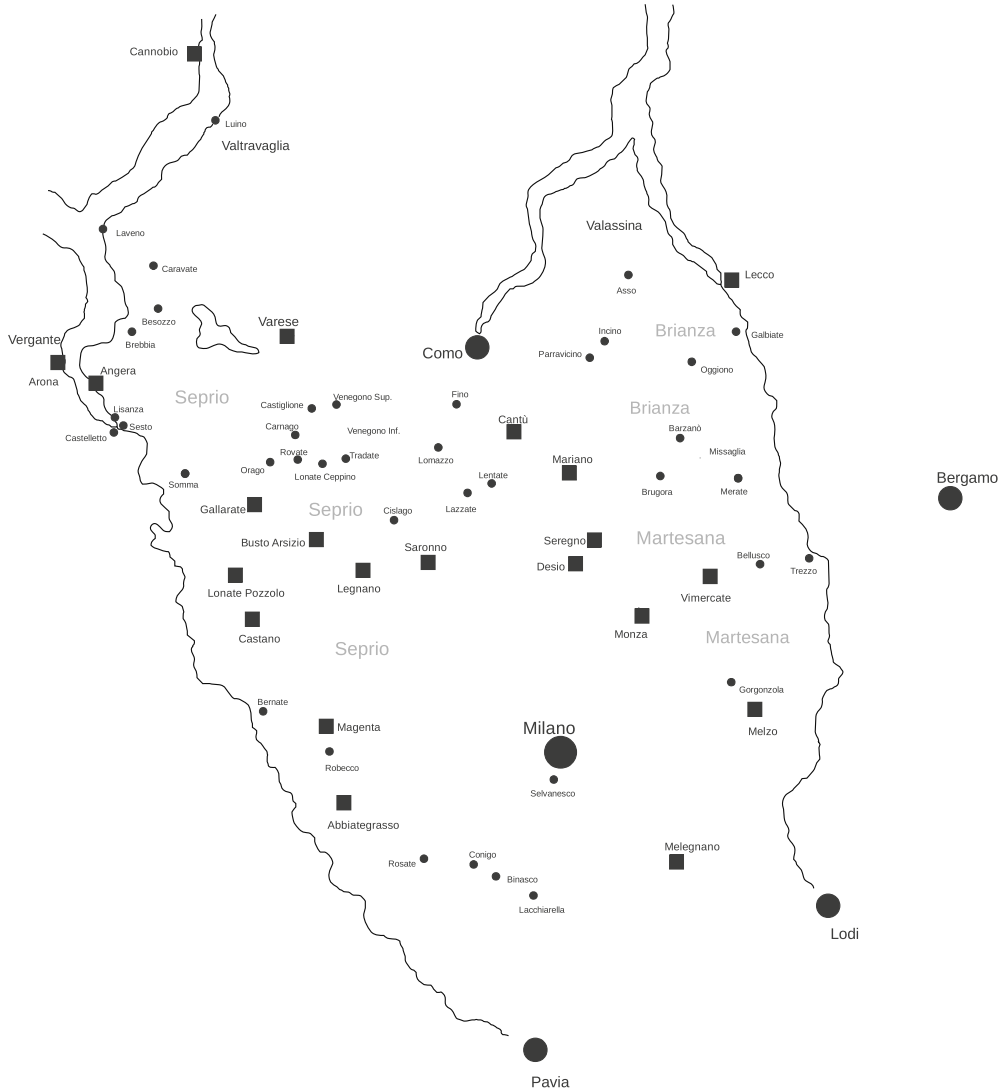 Cannobio
Luino
Valtravaglia
Laveno
Valassina
Caravate
Lecco
Asso
Besozzo
Varese
Incino
Brianza
Galbiate
Vergante
Brebbia
Como
Parravicino
Oggiono
Arona
Angera
Seprio
Venegono Sup.
Fino
Castiglione
Brianza
Lisanza
Cantù
Sesto
Carnago
Venegono Inf.
Barzanò
Castelletto
Rovate
Tradate
Missaglia
Lomazzo
Mariano
Orago
Lonate Ceppino
Lentate
Bergamo
Somma
Brugora
Merate
Gallarate
Seprio
Cislago
Lazzate
Busto Arsizio
Saronno
Seregno
Martesana
Bellusco
Desio
Trezzo
Lonate Pozzolo
Legnano
Vimercate
Castano
Monza
Martesana
Seprio
Gorgonzola
Bernate
Magenta
Milano
Melzo
Robecco
Selvanesco
Abbiategrasso
Melegnano
Rosate
Conigo
Binasco
Lacchiarella
Lodi
Pavia